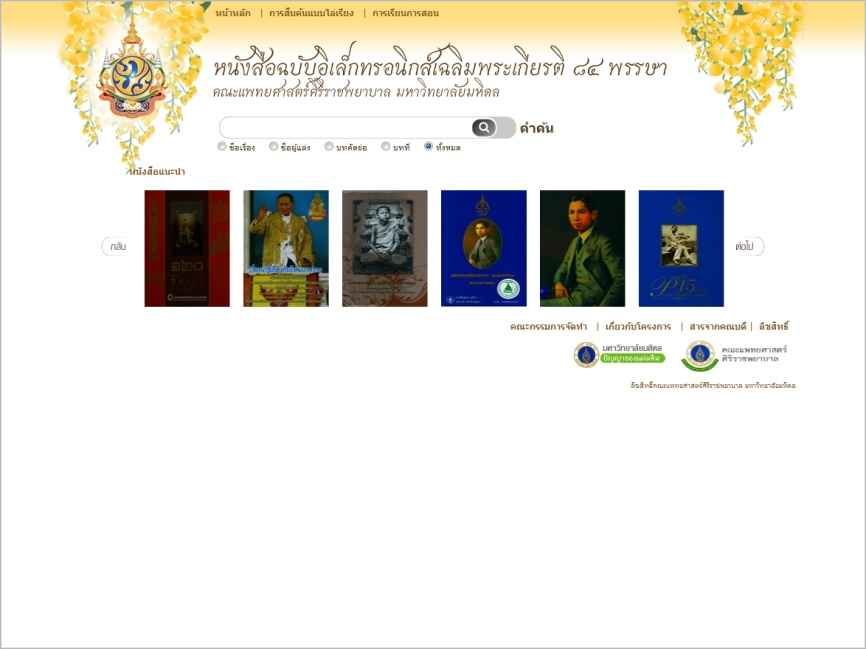 หน้าหลัก | การสืบค้นแบบไล่เรียง | การเรียนการสอน
หนังสือฉบับอิเล็กทรอนิกส์เฉลิมพระเกียรติ ๘๔ พรรษา
คณะแพทยศาสตร์ศิริราชพยาบาล มหาวิทยาลัยมหิดล
คำค้น
ชื่อเรื่อง ชื่อผู้แต่ง บทคัดย่อ บทที่ ทั้งหมด
หนังสือแนะนำ
กลับ
๑๒๐
ต่อไป
คณะกรรมการจัดทำ | เกี่ยวกับโครงการ | สารจากคณบดี | ลิขสิทธิ์
มหาวิทยาลัยมหิดล
ปัญญาของแผ่นดิน
คณะแพทยศาสตร์
ศิริราชพยาบาล
ลิขสิทธิ์คณะแพทยศาสตร์ศิริราชพยาบาล มหาวิทยาลัยมหิดล